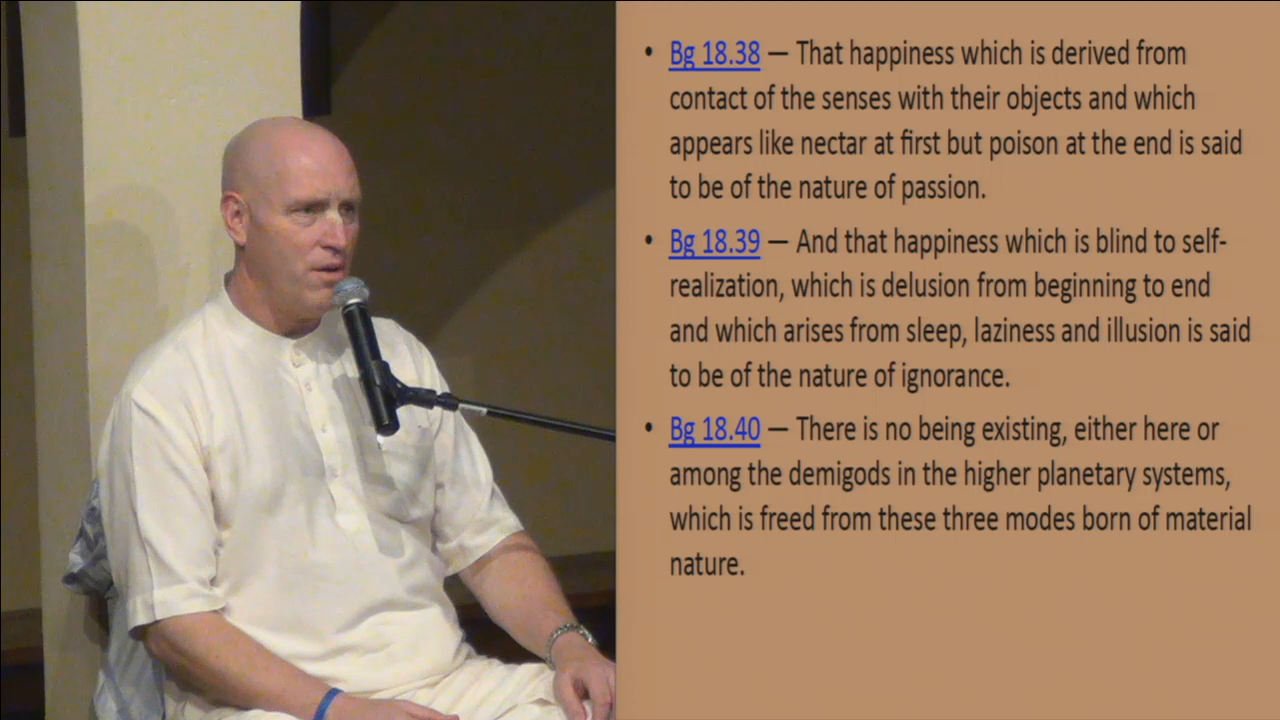 • Bg 18.38 — That happiness which is derived from
contact of the senses with their objects and which
appears like nectar at first but poison at the end is said
to be of the nature of passion.
• Bg 18.39 — And that happiness which is blind to self-
realization, which is delusion from beginning to end
and which arises from sleep, laziness and illusion is said
to be of the nature of ignorance.
• Bg 18.40 — There is no being existing, either here or
among the demigods in the higher planetary systems,
which is freed from these three modes born of material
nature.